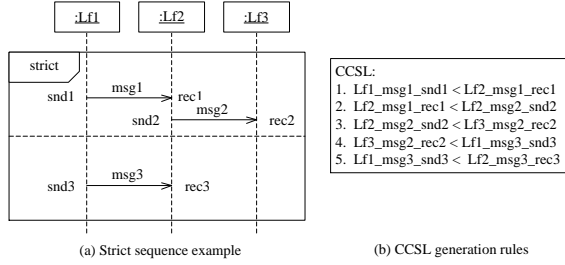 :Lf1 :Lf2 :Lf3
strict
msg1
snd1 rec1
msg2
snd2 rec2
msg3
snd3 rec3
(a) Strict sequence example
CCSL:
1. Lf1_msg1_snd1 < Lf2_msg1_rec1
2. Lf2_msg1_rec1 < Lf2_msg2_snd2
3. Lf2_msg2_snd2 < Lf3_msg2_rec2
4. Lf3_msg2_rec2 < Lf1_msg3_snd3
5. Lf1_msg3_snd3 < Lf2_msg3_rec3
(b) CCSL generation rules